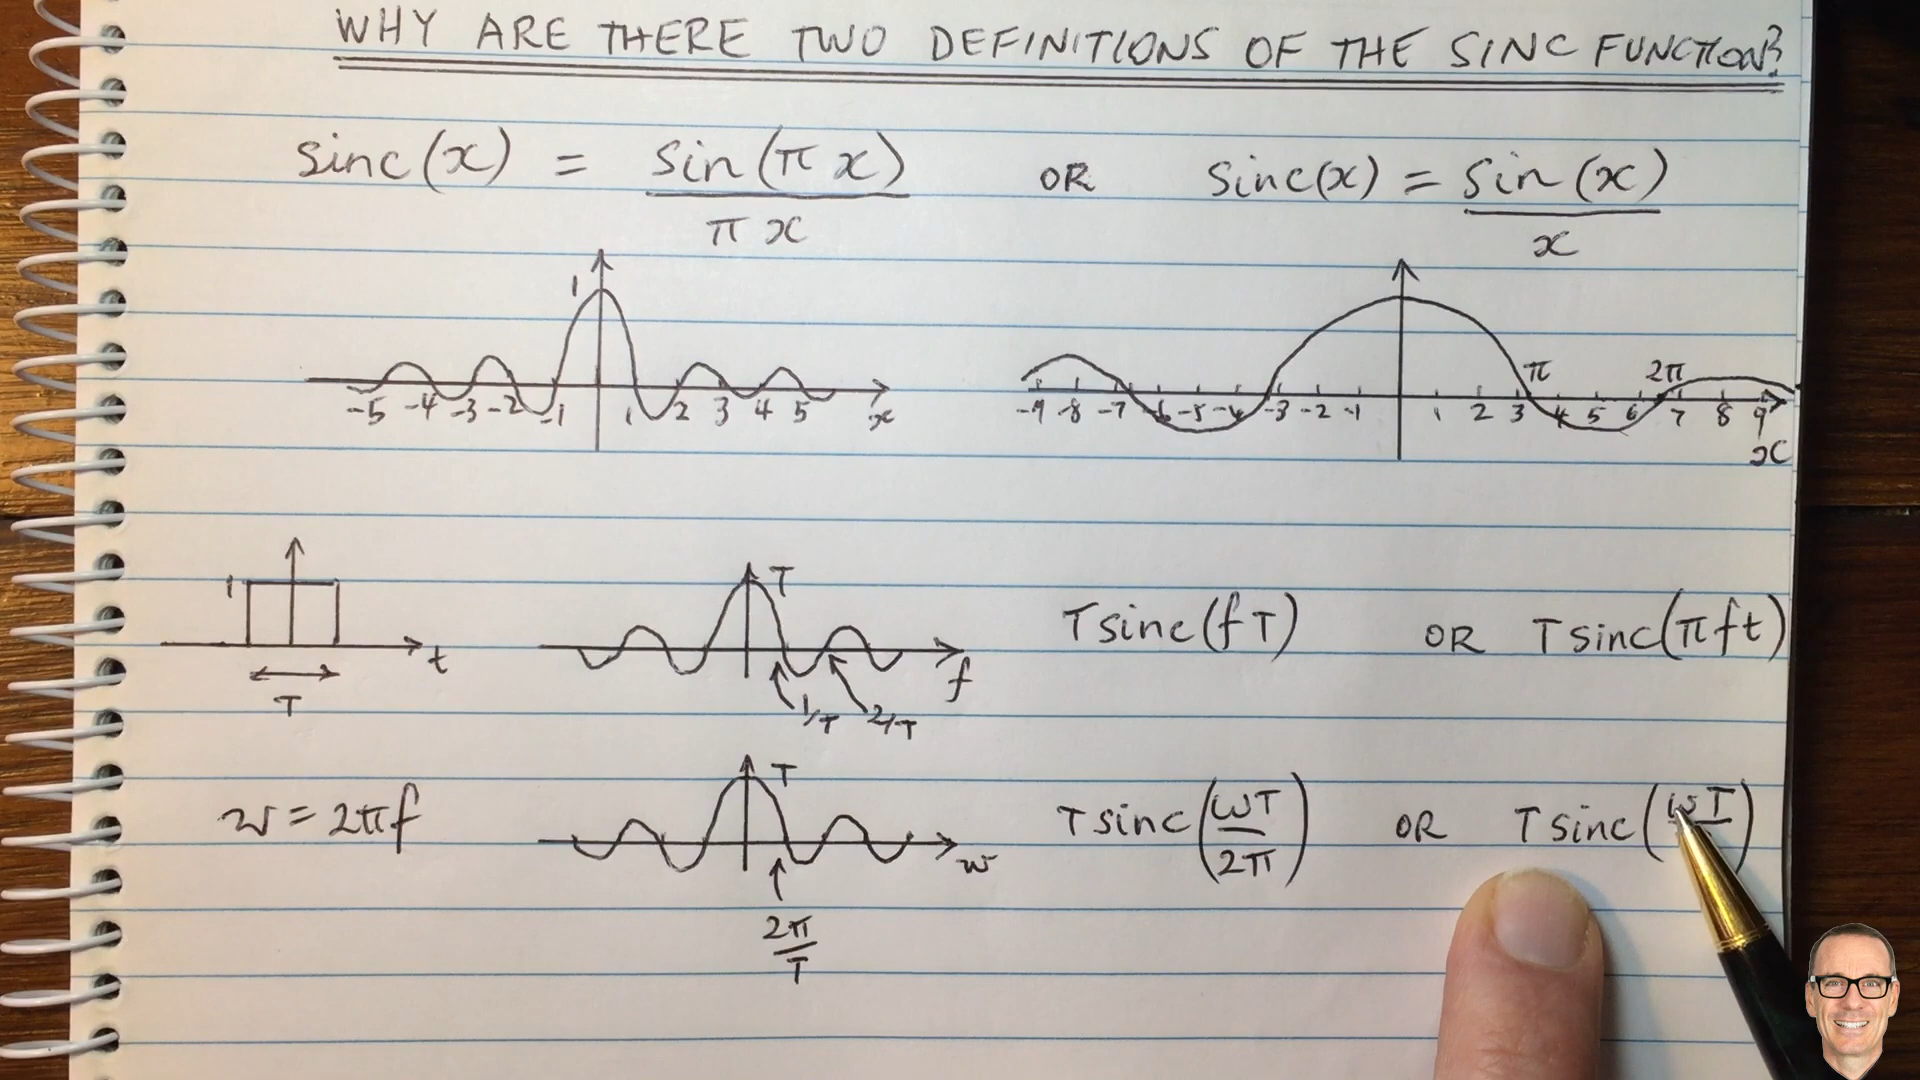 WHY ARE THERE TWO DEFINITIONS OF THE SINC FUNCTION?
sinc(x) = sin(πx) / πx OR sinc(x) = sin(x) / x
1
-5 -4 -3 -2 -1 1 2 3 4 5 x
π 2π
-9 -8 -7 -6 -5 -4 -3 -2 -1 1 2 3 4 5 6 7 8 9
x
1 t
T
T f
1/T 2/T
T sinc(fT) OR T sinc(πft)
w = 2πf
T w
2π/T
T sinc(ωT/2π) OR T sinc(ωT